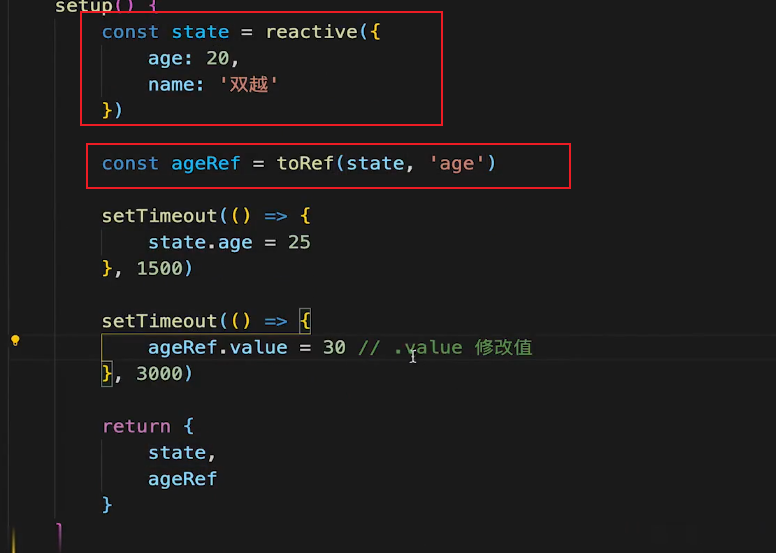 setup() {
const state = reactive({
age: 20,
name: '双越'
})
const ageRef = toRef(state, 'age')
setTimeout(() => {
state.age = 25
}, 1500)
setTimeout(() => {
ageRef.value = 30 // .value 修改值
}, 3000)
return {
state,
ageRef
}
}